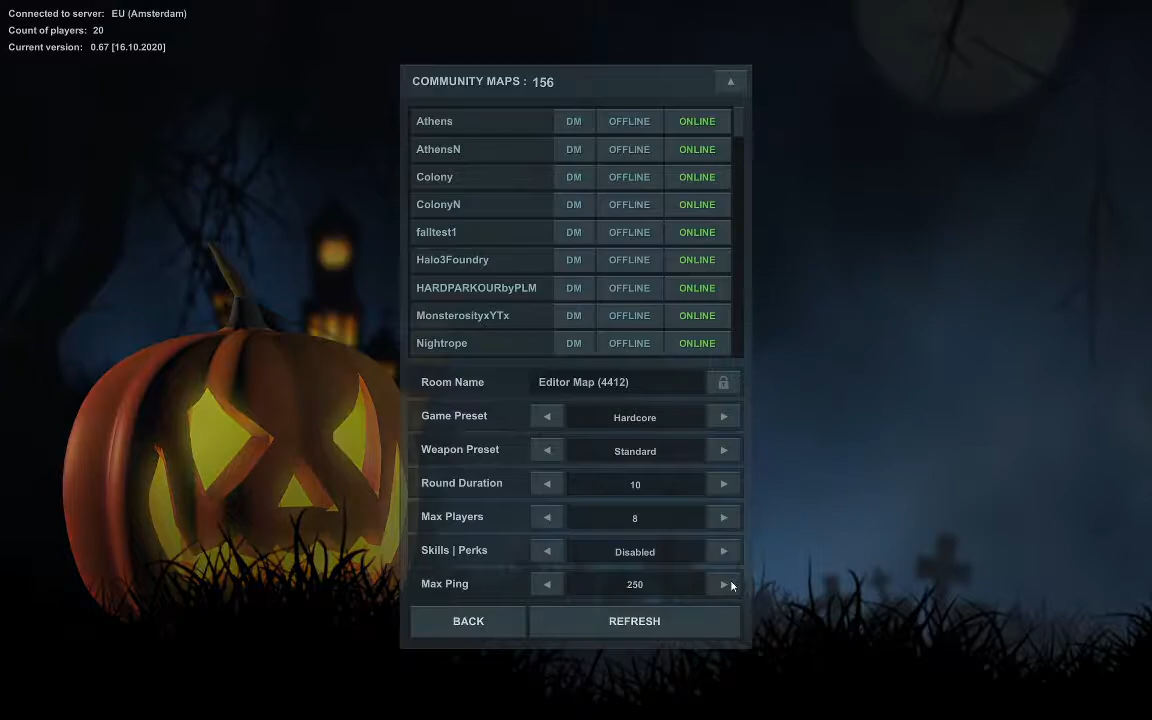 Connected to server: EU (Amsterdam)
Count of players: 20
Current version: 0.67 [16.10.2020]
COMMUNITY MAPS : 156
Athens DM OFFLINE ONLINE
AthensN DM OFFLINE ONLINE
Colony DM OFFLINE ONLINE
ColonyN DM OFFLINE ONLINE
falltest1 DM OFFLINE ONLINE
Halo3Foundry DM OFFLINE ONLINE
HARDPARKOURbyPLM DM OFFLINE ONLINE
MonsterosityxYTx DM OFFLINE ONLINE
Nightrope DM OFFLINE ONLINE
Room Name Editor Map (4412)
Game Preset Hardcore
Weapon Preset Standard
Round Duration 10
Max Players 8
Skills | Perks Disabled
Max Ping 250
BACK REFRESH